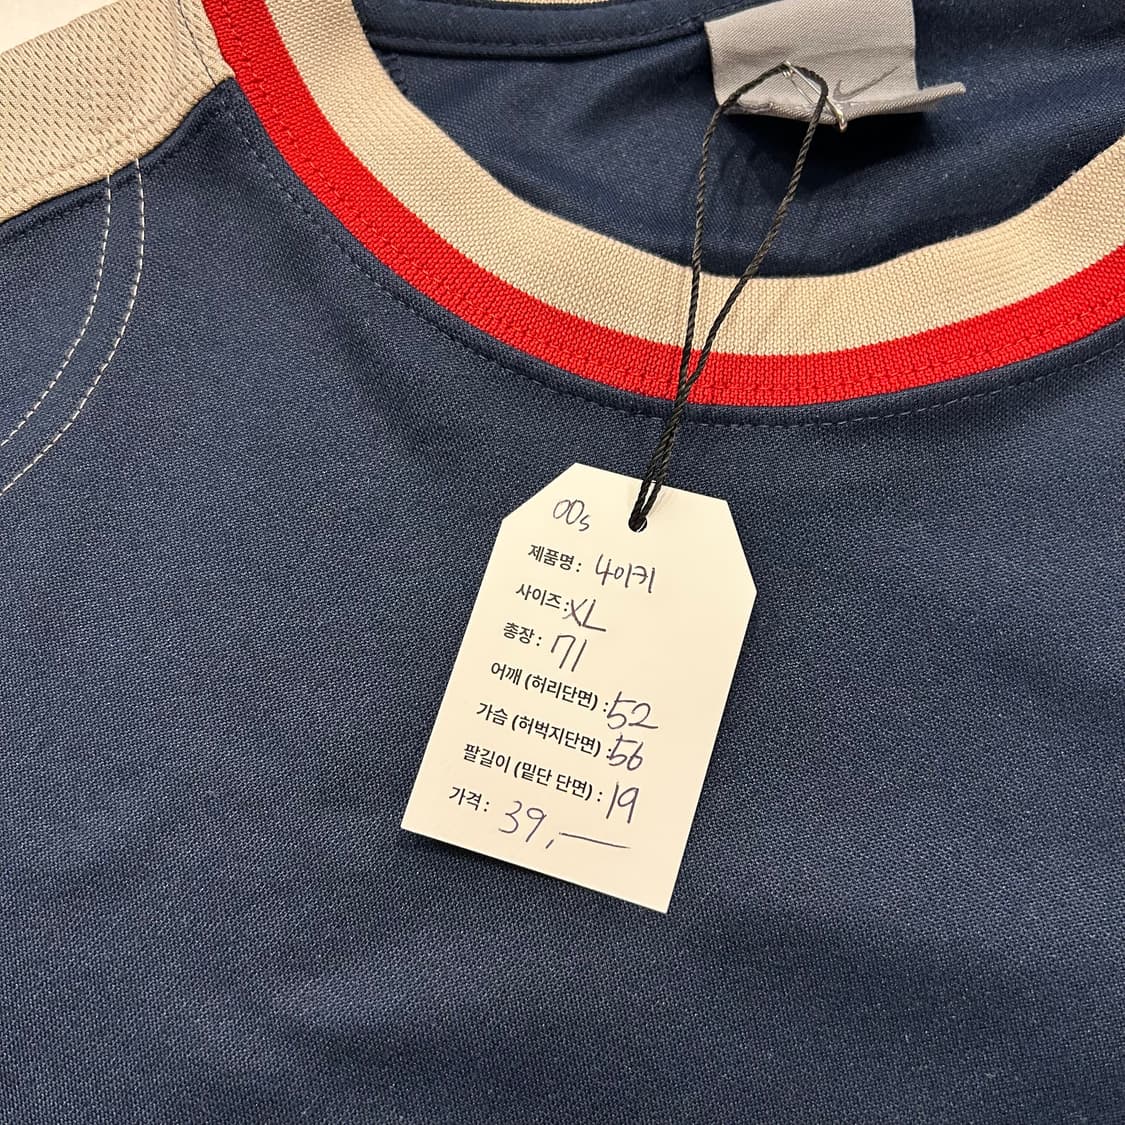 00s
제품명: 나이키
사이즈: XL
총장: 71
어깨 (허리단면) : 52
가슴 (허벅지단면) : 56
팔길이 (밑단 단면) : 19
가격: 39,—